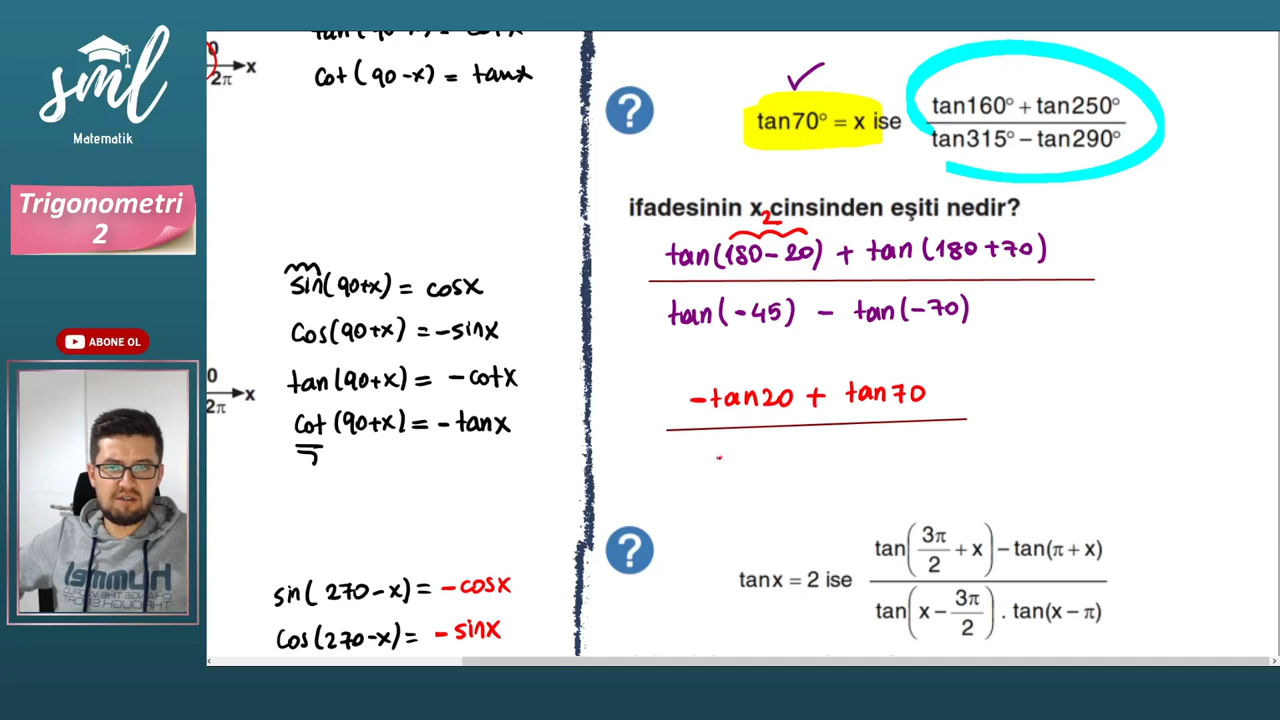 sml
Matematik
Trigonometri
2
ABONE OL
cot(90-x) = tanx
0
2π
x
sin(90+x) = cosx
cos(90+x) = -sinx
tan(90+x) = -cotx
cot(90+x) = -tanx
0
2π
x
sin(270-x) = -cosx
cos(270-x) = -sinx
?
tan70° = x ise
tan160° + tan250°
tan315° – tan290°
ifadesinin x cinsinden eşiti nedir?
2
tan(180-20) + tan(180+70)
tan(-45) - tan(-70)
-tan20 + tan70
?
tanx = 2 ise
tan(3π/2 + x) – tan(π + x)
tan(x – 3π/2) . tan(x – π)
hummel